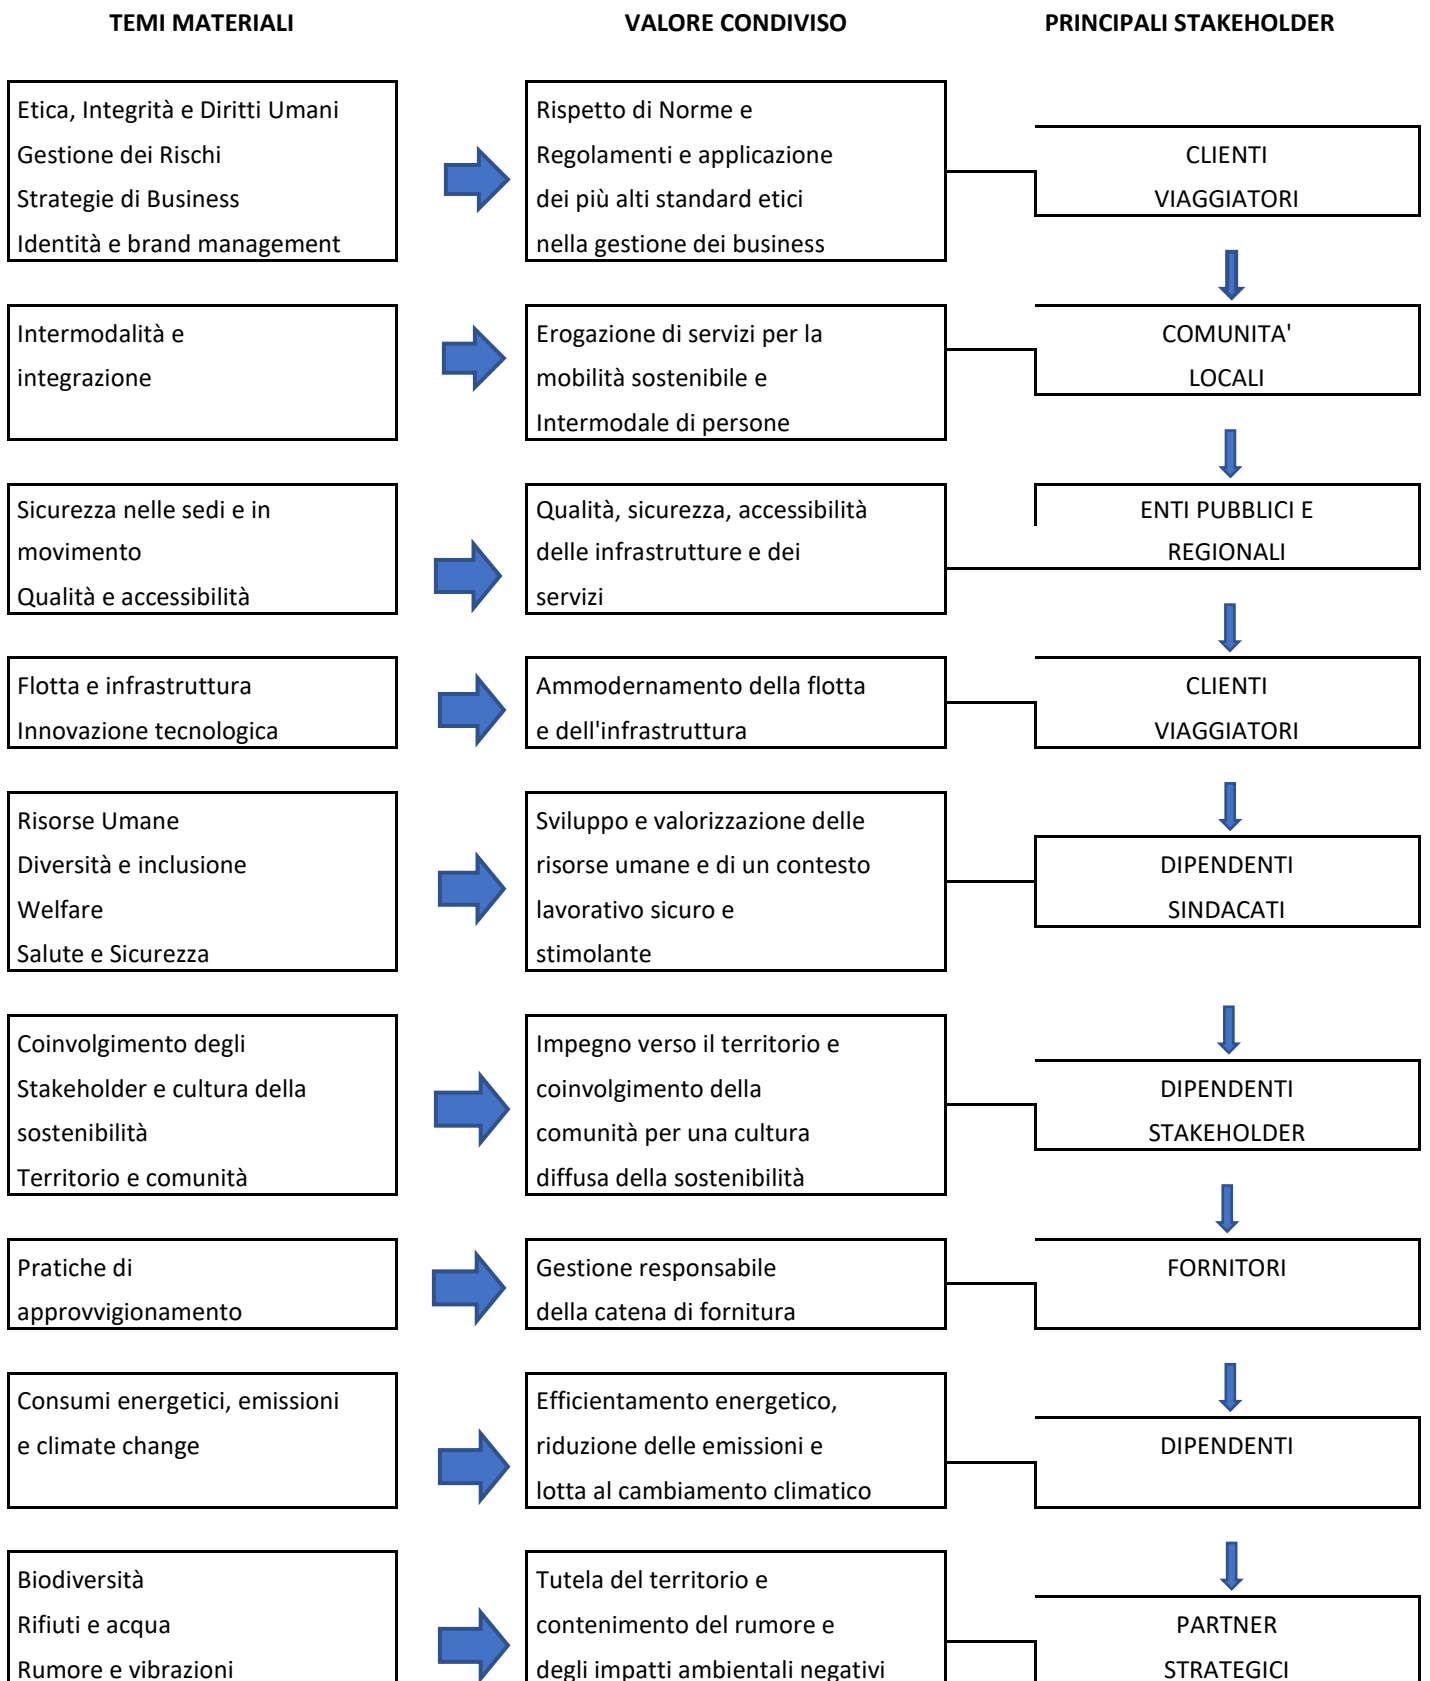 TEMI MATERIALI
VALORE CONDIVISO
PRINCIPALI STAKEHOLDER
Etica, Integrità e Diritti Umani
Gestione dei Rischi
Strategie di Business
Identità e brand management
Rispetto di Norme e
Regolamenti e applicazione
dei più alti standard etici
nella gestione dei business
CLIENTI
VIAGGIATORI
Intermodalità e
integrazione
Erogazione di servizi per la
mobilità sostenibile e
Intermodale di persone
COMUNITA'
LOCALI
Sicurezza nelle sedi e in
movimento
Qualità e accessibilità
Qualità, sicurezza, accessibilità
delle infrastrutture e dei
servizi
ENTI PUBBLICI E
REGIONALI
Flotta e infrastruttura
Innovazione tecnologica
Ammodernamento della flotta
e dell'infrastruttura
CLIENTI
VIAGGIATORI
Risorse Umane
Diversità e inclusione
Welfare
Salute e Sicurezza
Sviluppo e valorizzazione delle
risorse umane e di un contesto
lavorativo sicuro e
stimolante
DIPENDENTI
SINDACATI
Coinvolgimento degli
Stakeholder e cultura della
sostenibilità
Territorio e comunità
Impegno verso il territorio e
coinvolgimento della
comunità per una cultura
diffusa della sostenibilità
DIPENDENTI
STAKEHOLDER
Pratiche di
approvvigionamento
Gestione responsabile
della catena di fornitura
FORNITORI
Consumi energetici, emissioni
e climate change
Efficientamento energetico,
riduzione delle emissioni e
lotta al cambiamento climatico
DIPENDENTI
Biodiversità
Rifiuti e acqua
Rumore e vibrazioni
Tutela del territorio e
contenimento del rumore e
degli impatti ambientali negativi
PARTNER
STRATEGICI